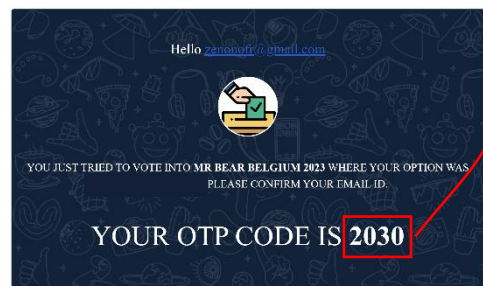 Hello zenonofr@gmail.com
YOU JUST TRIED TO VOTE INTO MR BEAR BELGIUM 2023 WHERE YOUR OPTION WAS
PLEASE CONFIRM YOUR EMAIL ID.
YOUR OTP CODE IS 2030